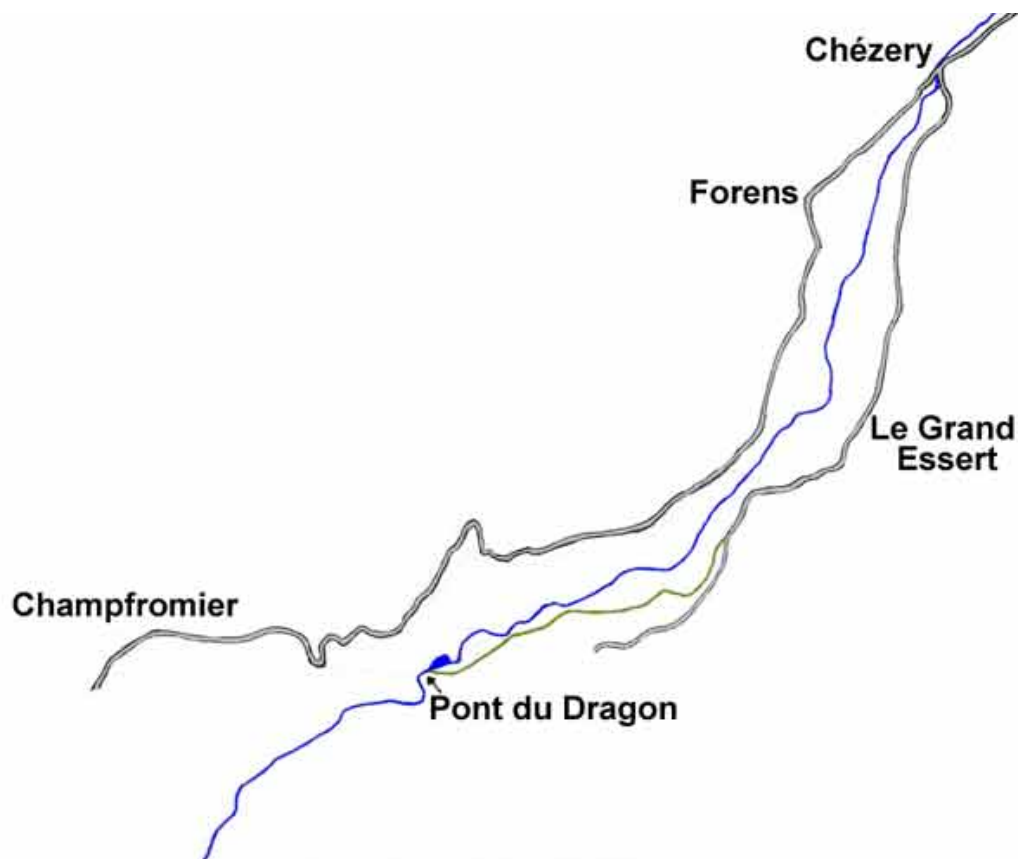 Chézery
Forens
Le Grand
Essert
Champfromier
Pont du Dragon